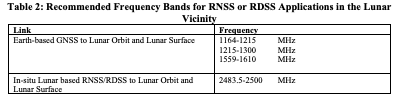 Table 2: Recommended Frequency Bands for RNSS or RDSS Applications in the Lunar
Vicinity
Link Frequency
Earth-based GNSS to Lunar Orbit and Lunar Surface 1164-1215 MHz
1215-1300 MHz
1559-1610 MHz
In-situ Lunar based RNSS/RDSS to Lunar Orbit and 2483.5-2500 MHz
Lunar Surface